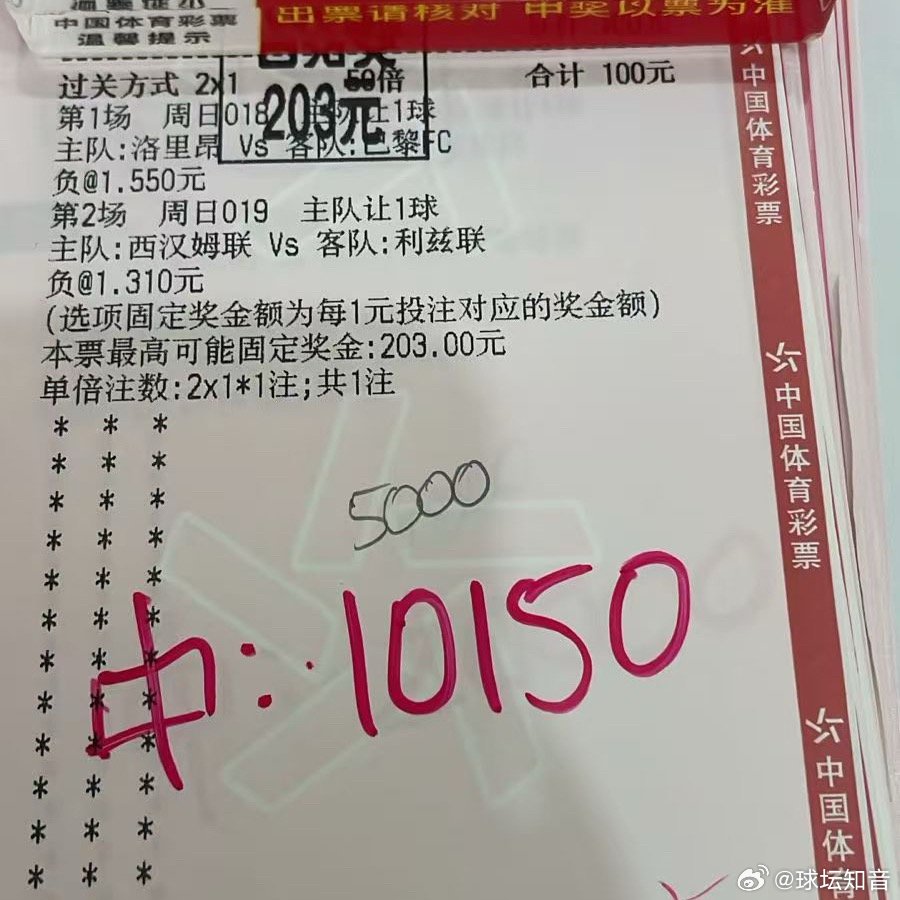 中国体育彩票
温馨提示
出票请核对 中奖以票为准
过关方式 2x1 50倍 合计 100元
203元
第1场 周日018 主队让1球
主队:洛里昂 Vs 客队:巴黎FC
负@1.550元
第2场 周日019 主队让1球
主队:西汉姆联 Vs 客队:利兹联
负@1.310元
(选项固定奖金额为每1元投注对应的奖金额)
本票最高可能固定奖金:203.00元
单倍注数:2x1*1注;共1注
* * *
* * *
* * *
* * *
* * *
* * *
* * *
* * *
* * *
* * *
* * *
* * *
5000
中:10150
中国体育彩票
中国体育彩票
中国体育
@球坛知音